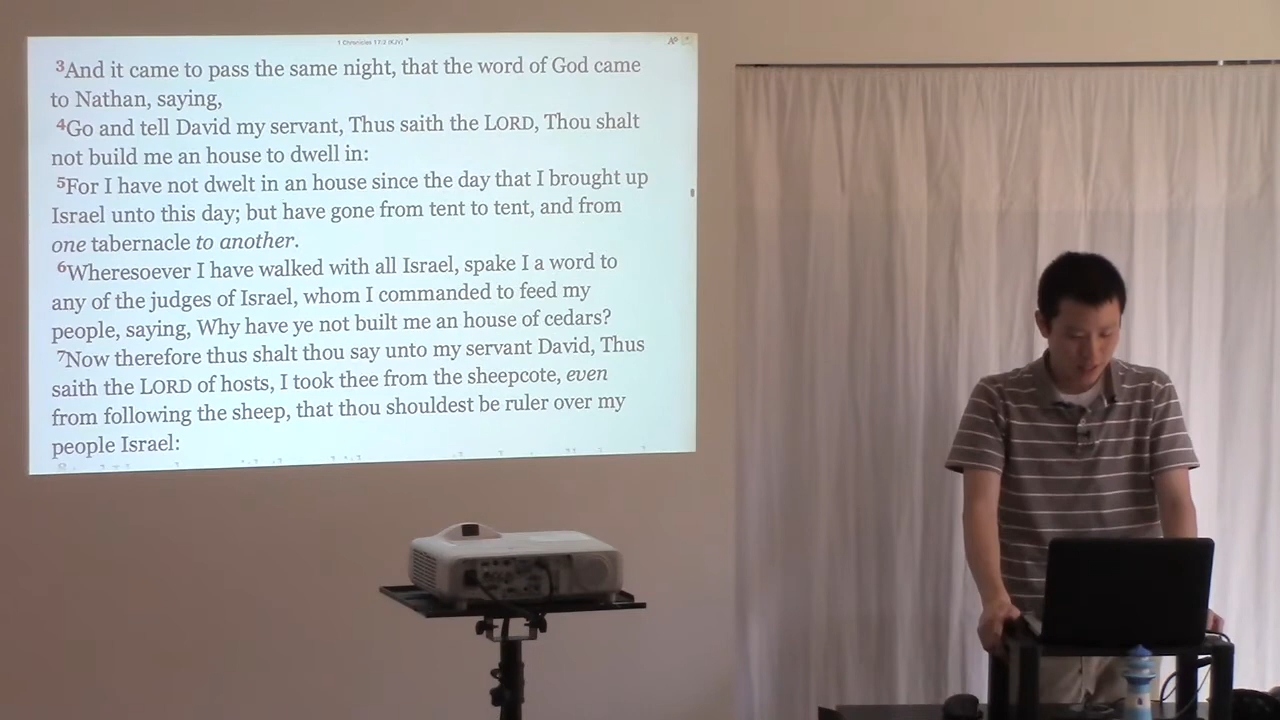 1 Chronicles 17:2 (KJV)
3And it came to pass the same night, that the word of God came
to Nathan, saying,
4Go and tell David my servant, Thus saith the LORD, Thou shalt
not build me an house to dwell in:
5For I have not dwelt in an house since the day that I brought up
Israel unto this day; but have gone from tent to tent, and from
one tabernacle to another.
6Wheresoever I have walked with all Israel, spake I a word to
any of the judges of Israel, whom I commanded to feed my
people, saying, Why have ye not built me an house of cedars?
7Now therefore thus shalt thou say unto my servant David, Thus
saith the LORD of hosts, I took thee from the sheepcote, even
from following the sheep, that thou shouldest be ruler over my
people Israel: